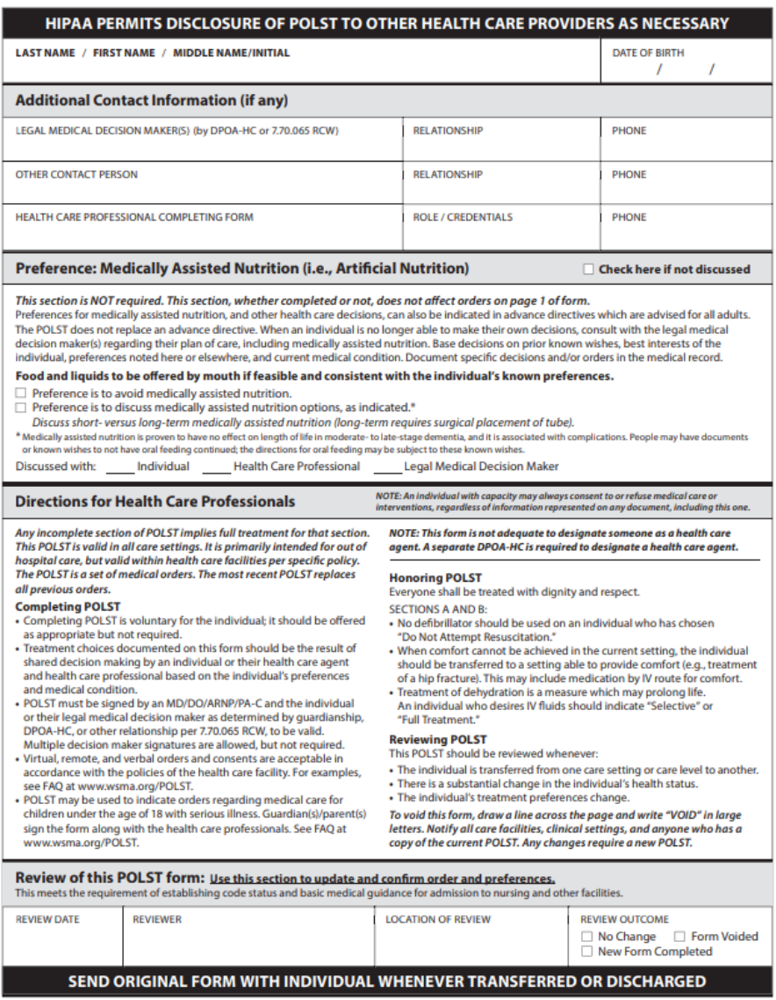 HIPAA PERMITS DISCLOSURE OF POLST TO OTHER HEALTH CARE PROVIDERS AS NECESSARY
LAST NAME / FIRST NAME / MIDDLE NAME/INITIAL
DATE OF BIRTH
/ /
Additional Contact Information (if any)
LEGAL MEDICAL DECISION MAKER(S) (by DPOA-HC or 7.70.065 RCW)
RELATIONSHIP
PHONE
OTHER CONTACT PERSON
RELATIONSHIP
PHONE
HEALTH CARE PROFESSIONAL COMPLETING FORM
ROLE / CREDENTIALS
PHONE
Preference: Medically Assisted Nutrition (i.e., Artificial Nutrition)
☐ Check here if not discussed
This section is NOT required. This section, whether completed or not, does not affect orders on page 1 of form.
Preferences for medically assisted nutrition, and other health care decisions, can also be indicated in advance directives which are advised for all adults.
The POLST does not replace an advance directive. When an individual is no longer able to make their own decisions, consult with the legal medical
decision maker(s) regarding their plan of care, including medically assisted nutrition. Base decisions on prior known wishes, best interests of the
individual, preferences noted here or elsewhere, and current medical condition. Document specific decisions and/or orders in the medical record.
Food and liquids to be offered by mouth if feasible and consistent with the individual's known preferences.
☐ Preference is to avoid medically assisted nutrition.
☐ Preference is to discuss medically assisted nutrition options, as indicated.*
Discuss short- versus long-term medically assisted nutrition (long-term requires surgical placement of tube).
* Medically assisted nutrition is proven to have no effect on length of life in moderate- to late-stage dementia, and it is associated with complications. People may have documents
or known wishes to not have oral feeding continued; the directions for oral feeding may be subject to these known wishes.
Discussed with: ___ Individual ___ Health Care Professional ___ Legal Medical Decision Maker
Directions for Health Care Professionals
NOTE: An individual with capacity may always consent to or refuse medical care or
interventions, regardless of information represented on any document, including this one.
Any incomplete section of POLST implies full treatment for that section.
This POLST is valid in all care settings. It is primarily intended for out of
hospital care, but valid within health care facilities per specific policy.
The POLST is a set of medical orders. The most recent POLST replaces
all previous orders.
Completing POLST
• Completing POLST is voluntary for the individual; it should be offered
as appropriate but not required.
• Treatment choices documented on this form should be the result of
shared decision making by an individual or their health care agent
and health care professional based on the individual's preferences
and medical condition.
• POLST must be signed by an MD/DO/ARNP/PA-C and the individual
or their legal medical decision maker as determined by guardianship,
DPOA-HC, or other relationship per 7.70.065 RCW, to be valid.
Multiple decision maker signatures are allowed, but not required.
• Virtual, remote, and verbal orders and consents are acceptable in
accordance with the policies of the health care facility. For examples,
see FAQ at www.wsma.org/POLST.
• POLST may be used to indicate orders regarding medical care for
children under the age of 18 with serious illness. Guardian(s)/parent(s)
sign the form along with the health care professionals. See FAQ at
www.wsma.org/POLST.
NOTE: This form is not adequate to designate someone as a health care
agent. A separate DPOA-HC is required to designate a health care agent.
Honoring POLST
Everyone shall be treated with dignity and respect.
SECTIONS A AND B:
• No defibrillator should be used on an individual who has chosen
"Do Not Attempt Resuscitation."
• When comfort cannot be achieved in the current setting, the individual
should be transferred to a setting able to provide comfort (e.g., treatment
of a hip fracture). This may include medication by IV route for comfort.
• Treatment of dehydration is a measure which may prolong life.
An individual who desires IV fluids should indicate "Selective" or
"Full Treatment."
Reviewing POLST
This POLST should be reviewed whenever:
• The individual is transferred from one care setting or care level to another.
• There is a substantial change in the individual's health status.
• The individual's treatment preferences change.
To void this form, draw a line across the page and write "VOID" in large
letters. Notify all care facilities, clinical settings, and anyone who has a
copy of the current POLST. Any changes require a new POLST.
Review of this POLST form: Use this section to update and confirm order and preferences.
This meets the requirement of establishing code status and basic medical guidance for admission to nursing and other facilities.
REVIEW DATE
REVIEWER
LOCATION OF REVIEW
REVIEW OUTCOME
☐ No Change ☐ Form Voided
☐ New Form Completed
SEND ORIGINAL FORM WITH INDIVIDUAL WHENEVER TRANSFERRED OR DISCHARGED